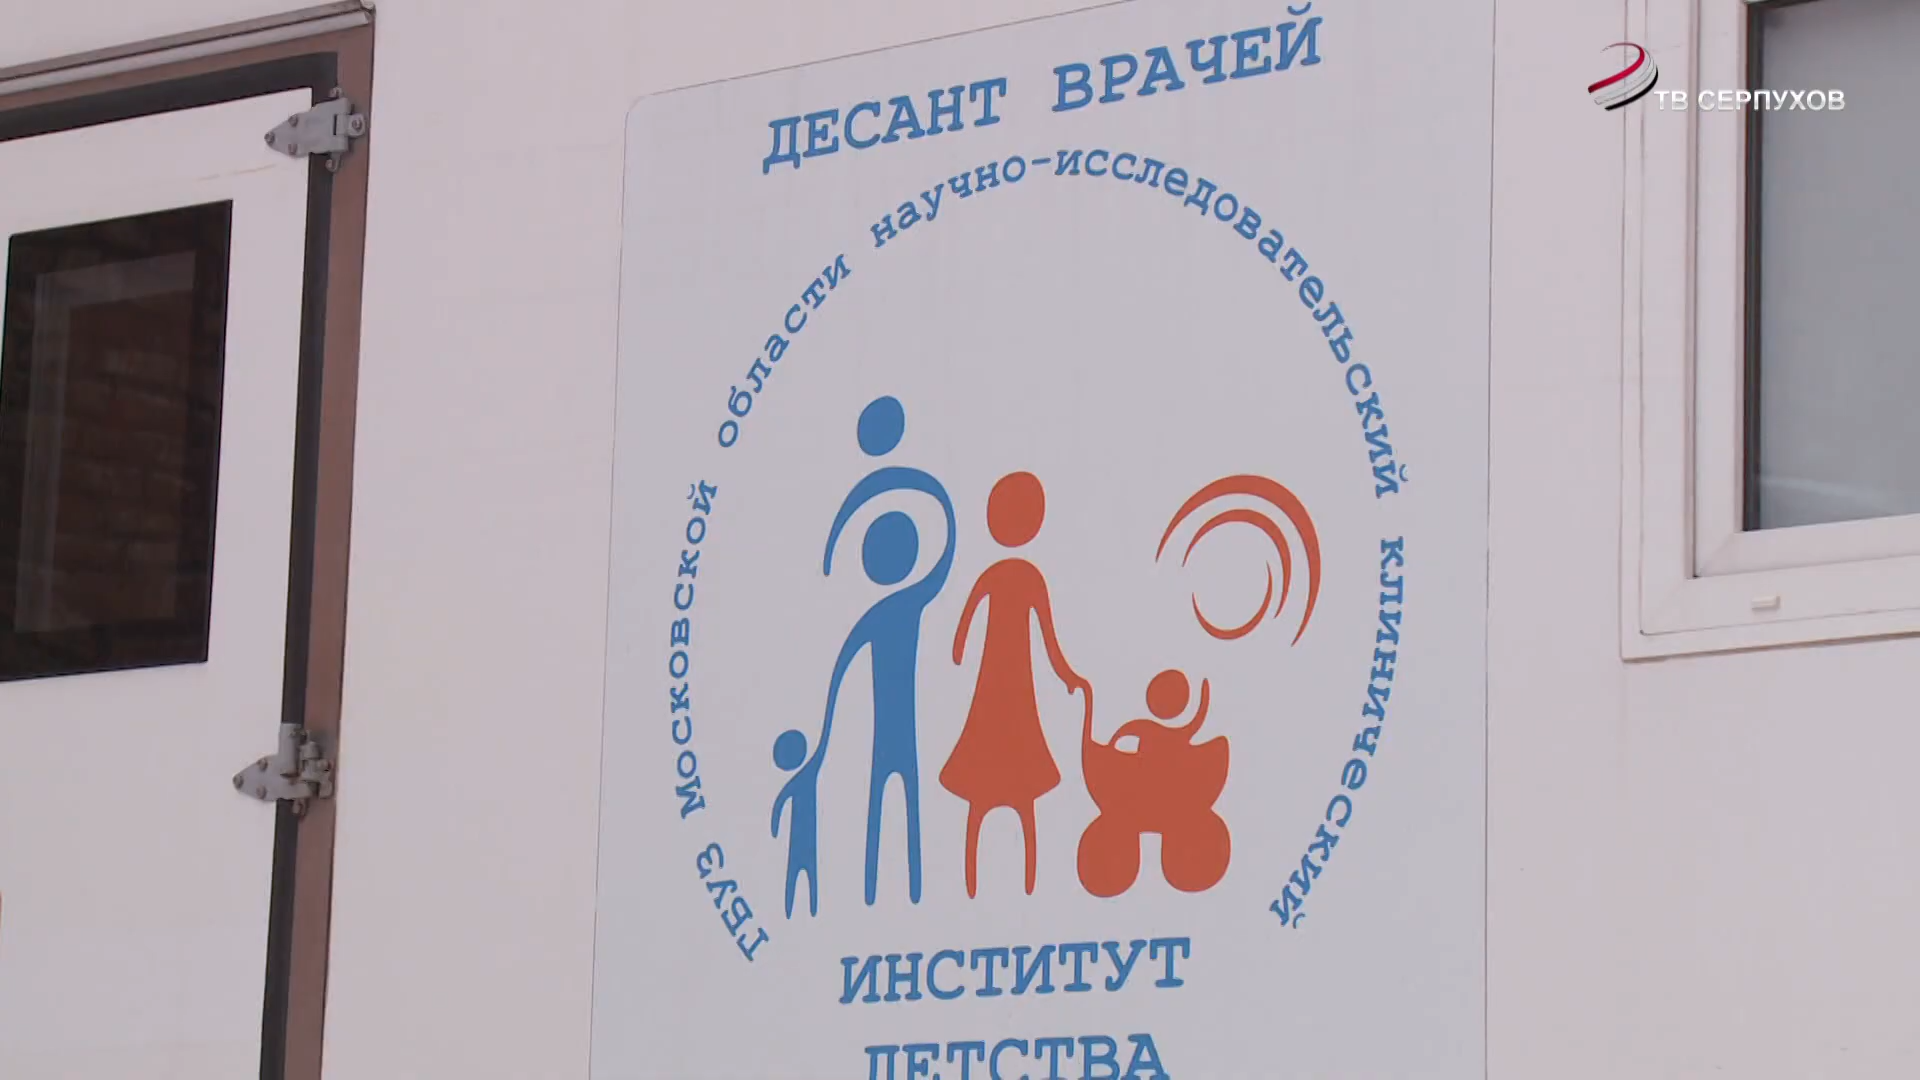 ДЕСАНТ ВРАЧЕЙ
ГБУЗ Московской области научно-исследовательский клинический
ИНСТИТУТ
ДЕТСТВА
ТВ СЕРПУХОВ